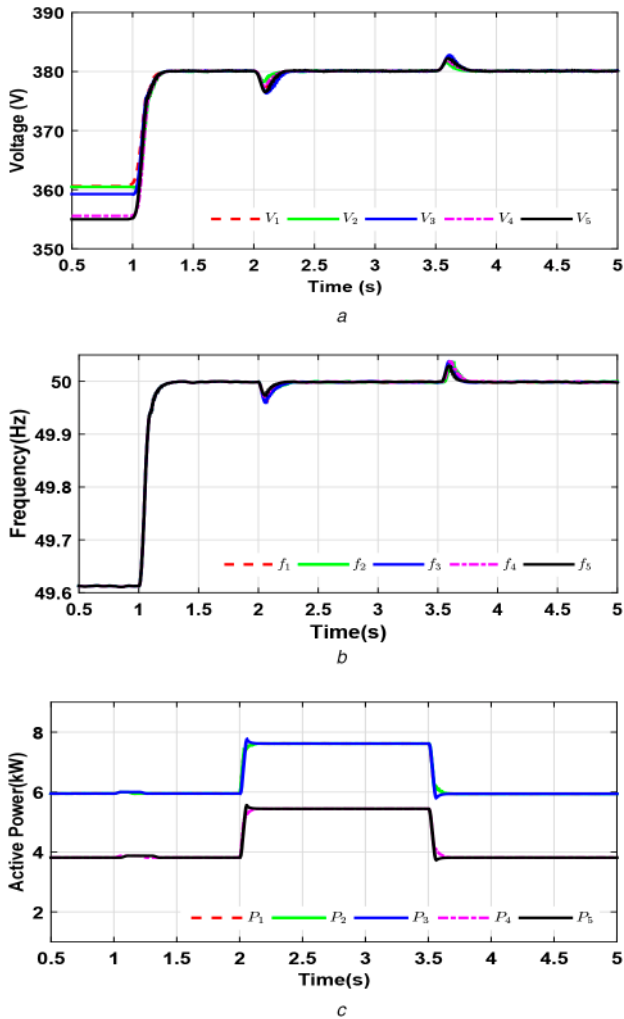 390
380
370
360
350
Voltage (V)
V1 V2 V3 V4 V5
0.5 1 1.5 2 2.5 3 3.5 4 4.5 5
Time (s)
a
50
49.9
49.8
49.7
49.6
Frequency(Hz)
f1 f2 f3 f4 f5
0.5 1 1.5 2 2.5 3 3.5 4 4.5 5
Time(s)
b
8
6
4
2
Active Power(kW)
P1 P2 P3 P4 P5
0.5 1 1.5 2 2.5 3 3.5 4 4.5 5
Time(s)
c